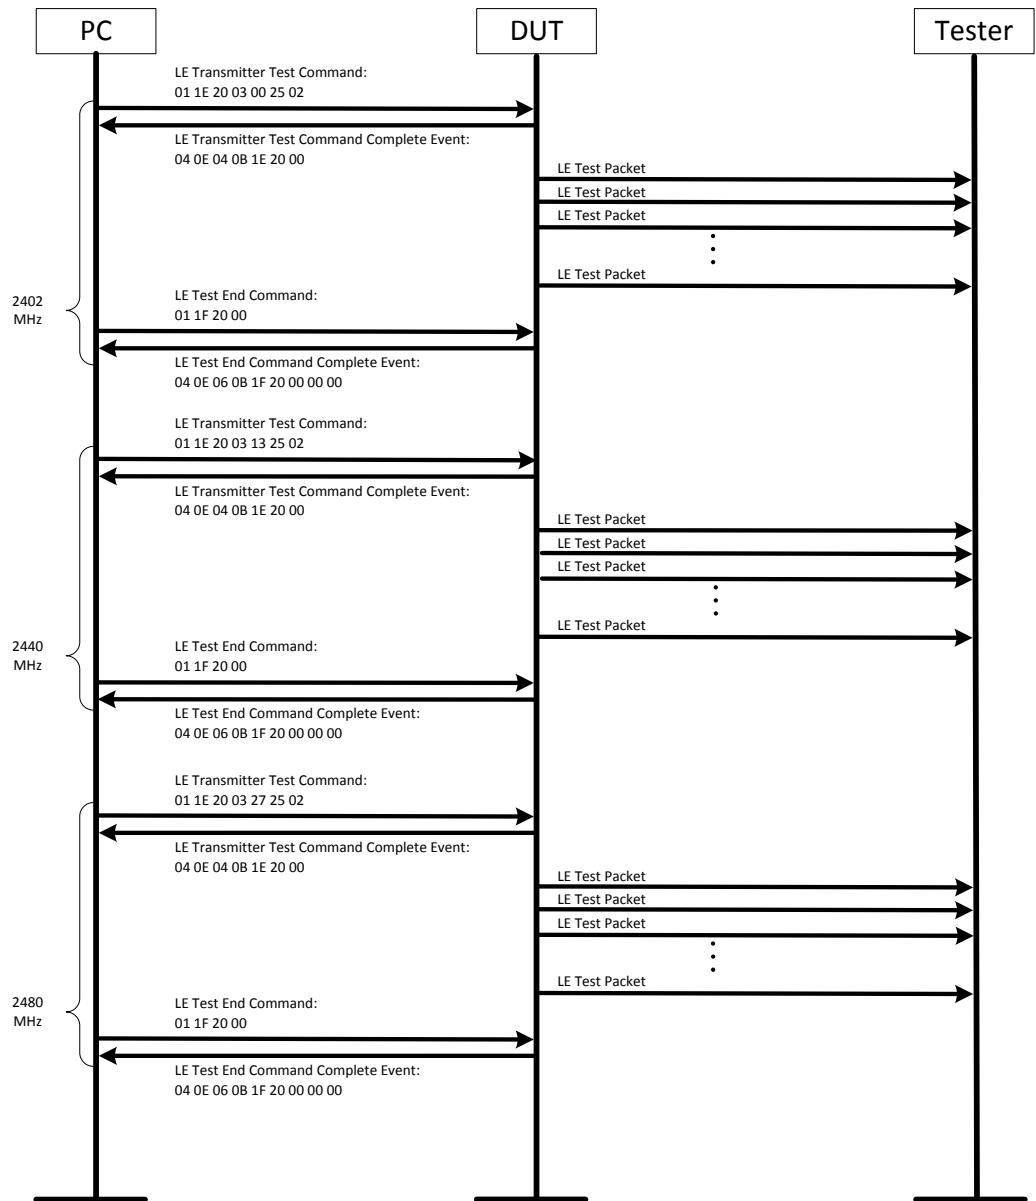 PC
DUT
Tester
LE Transmitter Test Command:
01 1E 20 03 00 25 02
LE Transmitter Test Command Complete Event:
04 0E 04 0B 1E 20 00
LE Test Packet
LE Test Packet
LE Test Packet
LE Test Packet
2402
MHz
LE Test End Command:
01 1F 20 00
LE Test End Command Complete Event:
04 0E 06 0B 1F 20 00 00 00
LE Transmitter Test Command:
01 1E 20 03 13 25 02
LE Transmitter Test Command Complete Event:
04 0E 04 0B 1E 20 00
LE Test Packet
LE Test Packet
LE Test Packet
LE Test Packet
2440
MHz
LE Test End Command:
01 1F 20 00
LE Test End Command Complete Event:
04 0E 06 0B 1F 20 00 00 00
LE Transmitter Test Command:
01 1E 20 03 27 25 02
LE Transmitter Test Command Complete Event:
04 0E 04 0B 1E 20 00
LE Test Packet
LE Test Packet
LE Test Packet
LE Test Packet
2480
MHz
LE Test End Command:
01 1F 20 00
LE Test End Command Complete Event:
04 0E 06 0B 1F 20 00 00 00